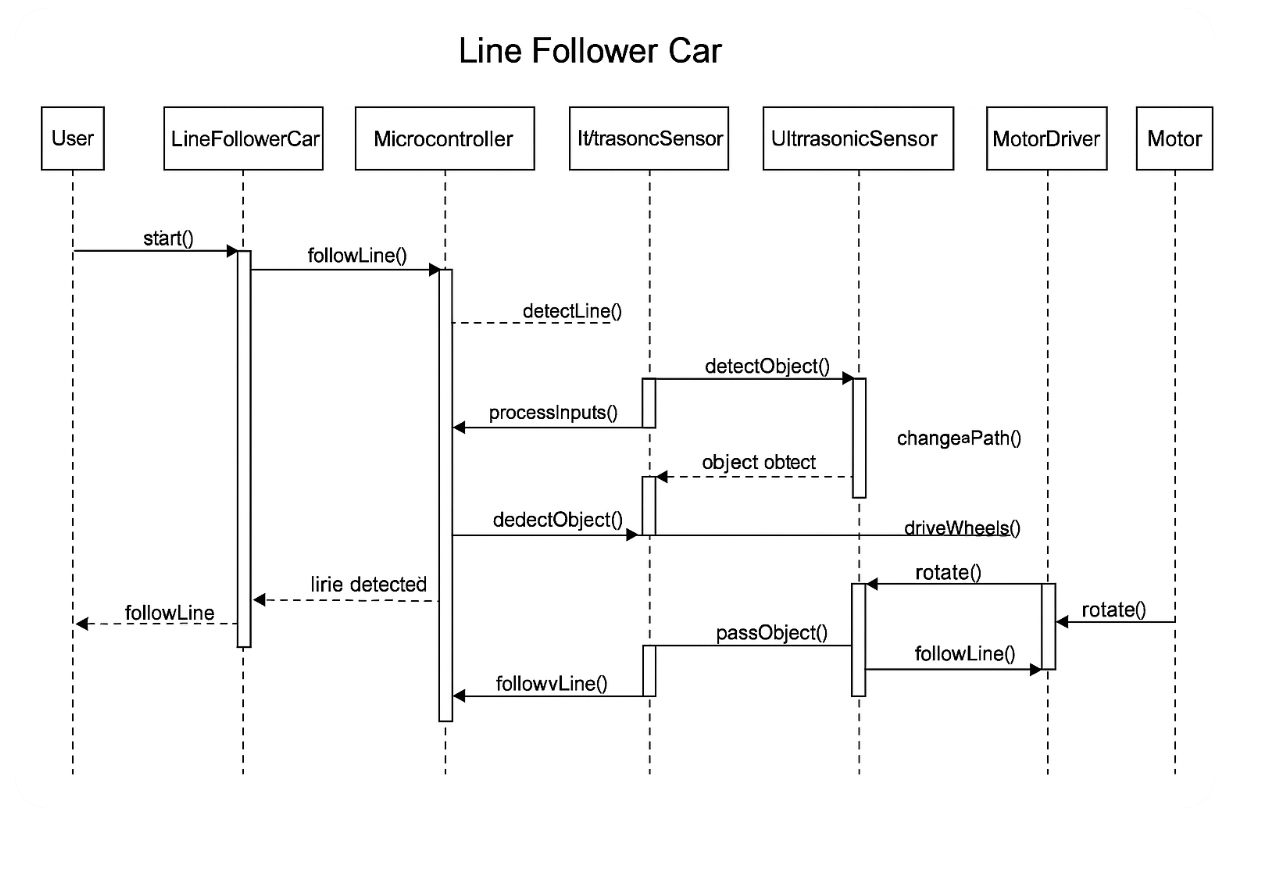 Line Follower Car
User
LineFollowerCar
Microcontroller
It/trasoncSensor
UltrrasonicSensor
MotorDriver
Motor
start()
followLine()
detectLine()
detectObject()
processInputs()
changeaPath()
object obtect
dedectObject()
driveWheels()
rotate()
lirie detected
followLine
rotate()
passObject()
followLine()
followvLine()